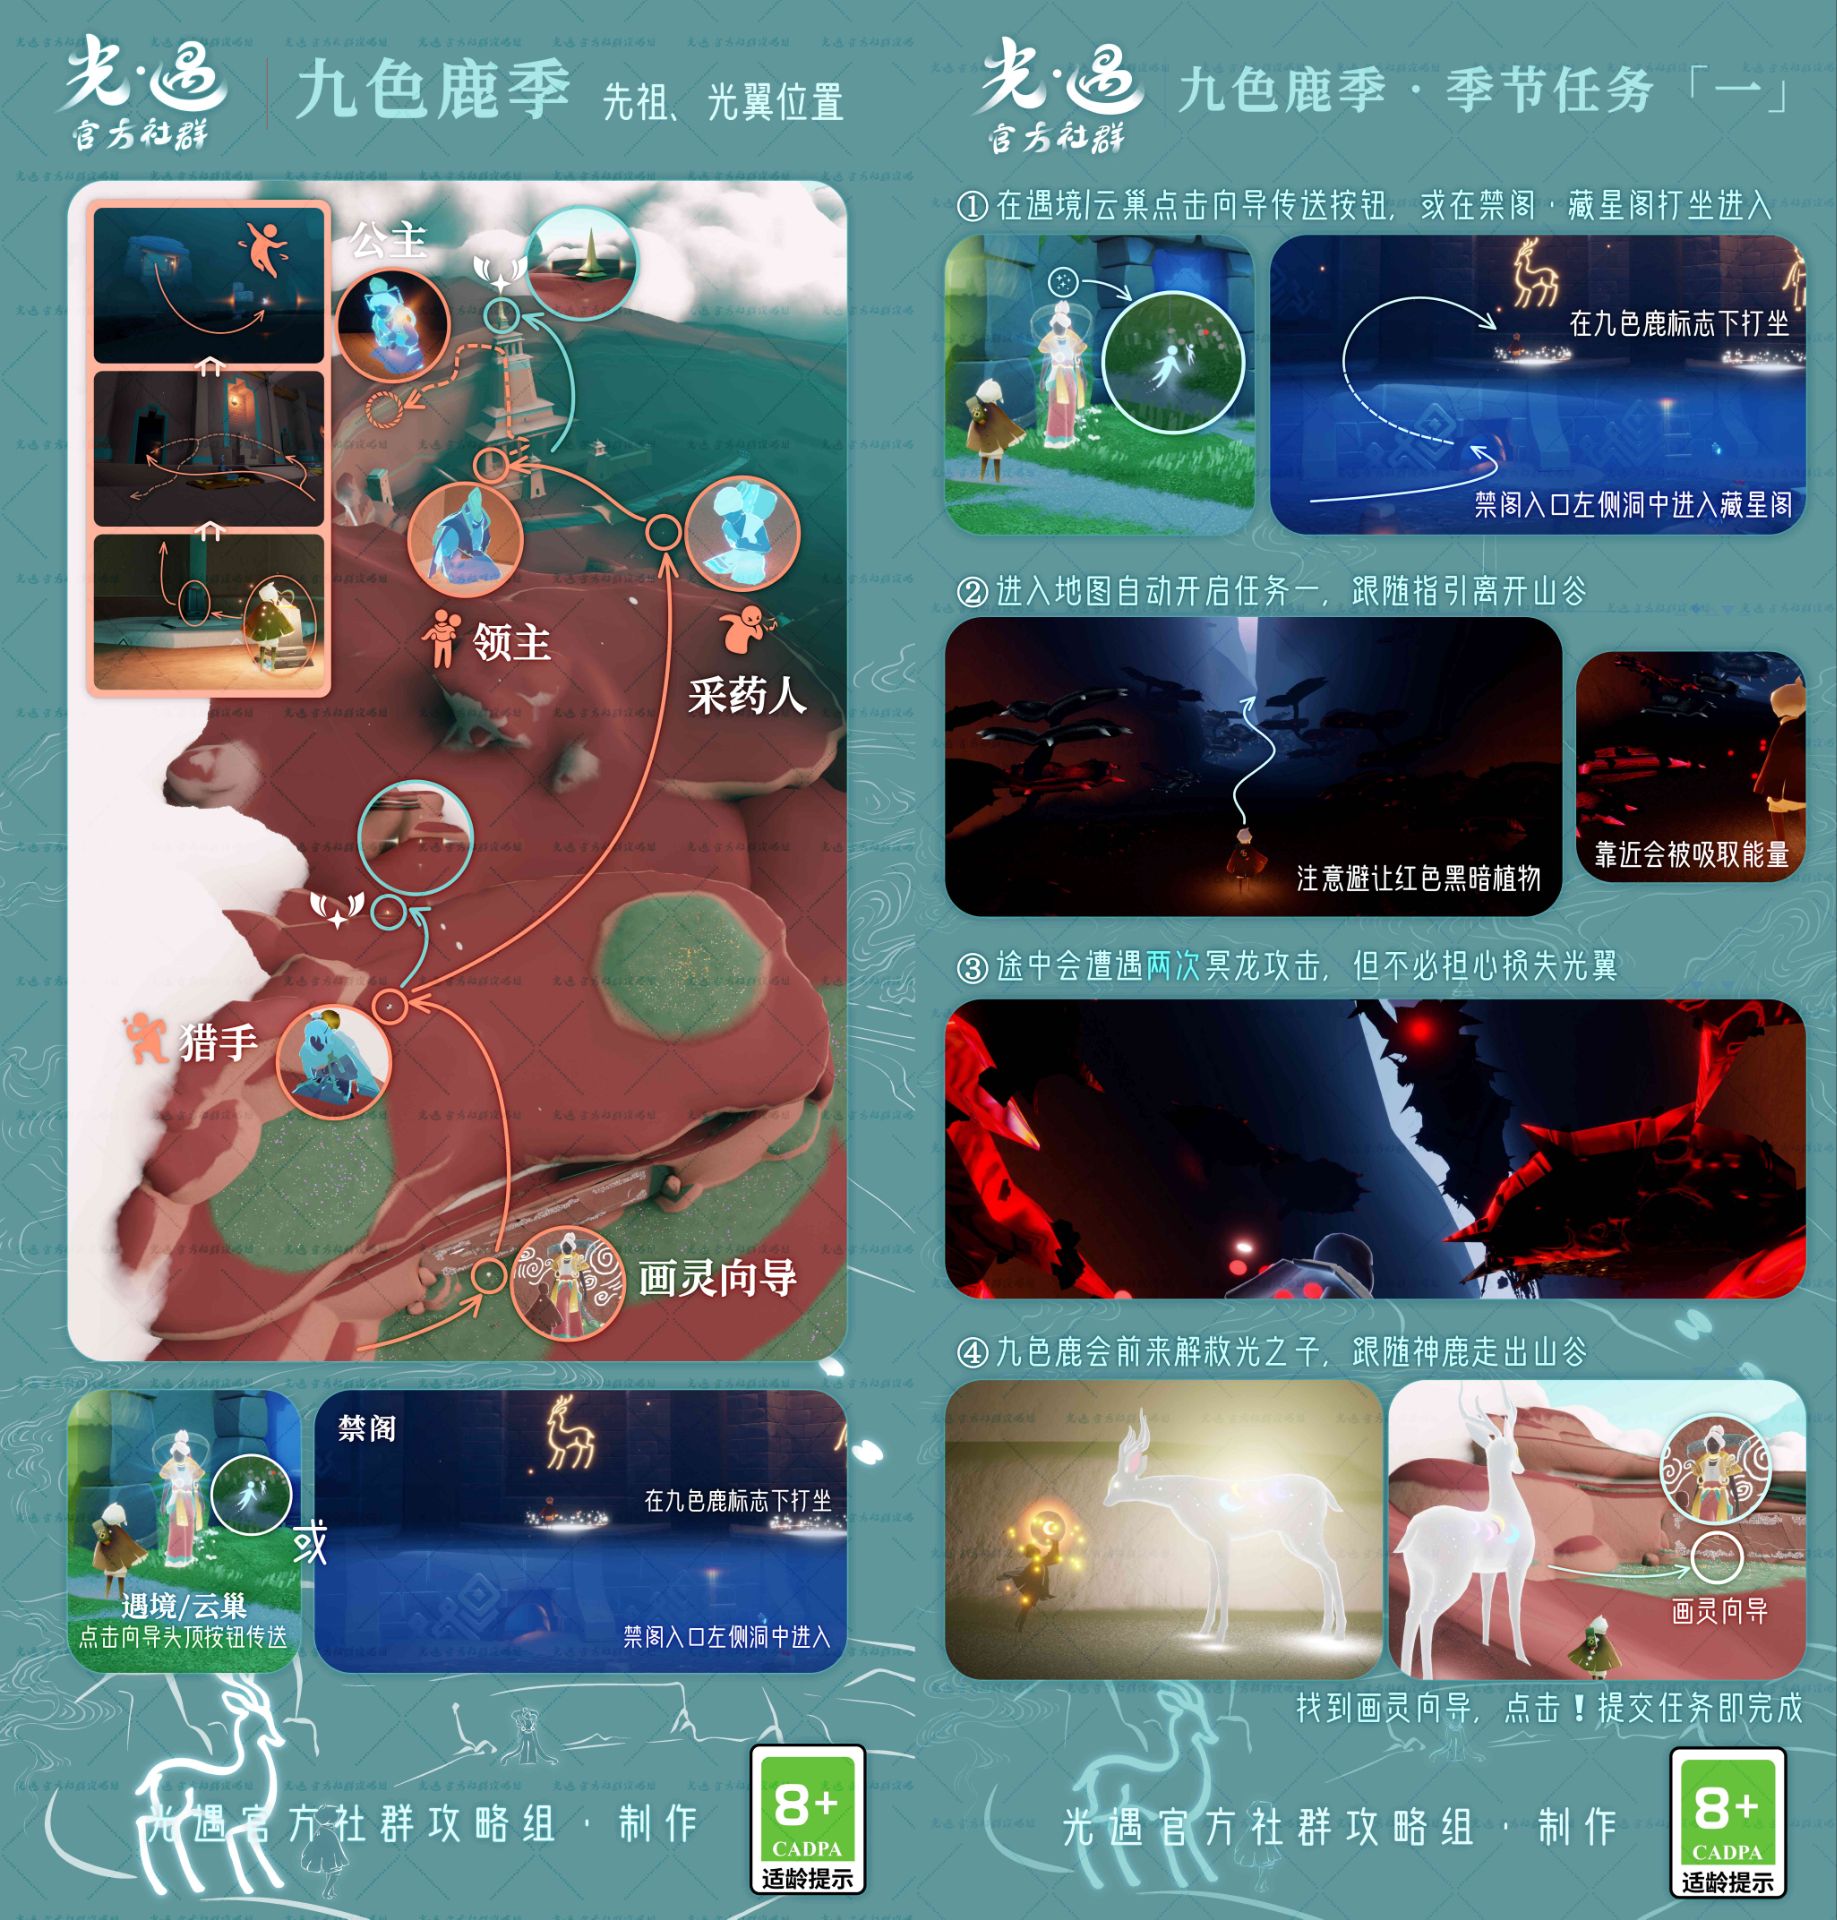 光·遇
官方社群
九色鹿季 先祖、光翼位置
公主
领主
采药人
猎手
画灵向导
遇境/云巢
点击向导头顶按钮传送
或
禁阁
在九色鹿标志下打坐
禁阁入口左侧洞中进入
光遇官方社群攻略组·制作
8+
CADPA
适龄提示
光·遇
官方社群
九色鹿季·季节任务「一」
①在遇境/云巢点击向导传送按钮，或在禁阁·藏星阁打坐进入
在九色鹿标志下打坐
禁阁入口左侧洞中进入藏星阁
②进入地图自动开启任务一，跟随指引离开山谷
注意避让红色黑暗植物
靠近会被吸取能量
③途中会遭遇两次冥龙攻击，但不必担心损失光翼
④九色鹿会前来解救光之子，跟随神鹿走出山谷
画灵向导
找到画灵向导，点击！提交任务即完成
光遇官方社群攻略组·制作
8+
CADPA
适龄提示